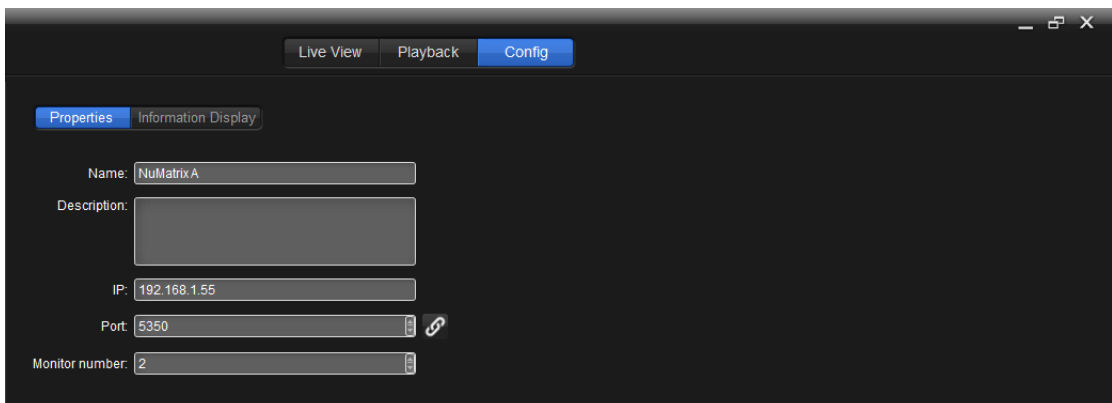 Live View Playback Config
Properties Information Display
Name: NuMatrixA
Description:
IP: 192.168.1.55
Port: 5350
Monitor number: 2